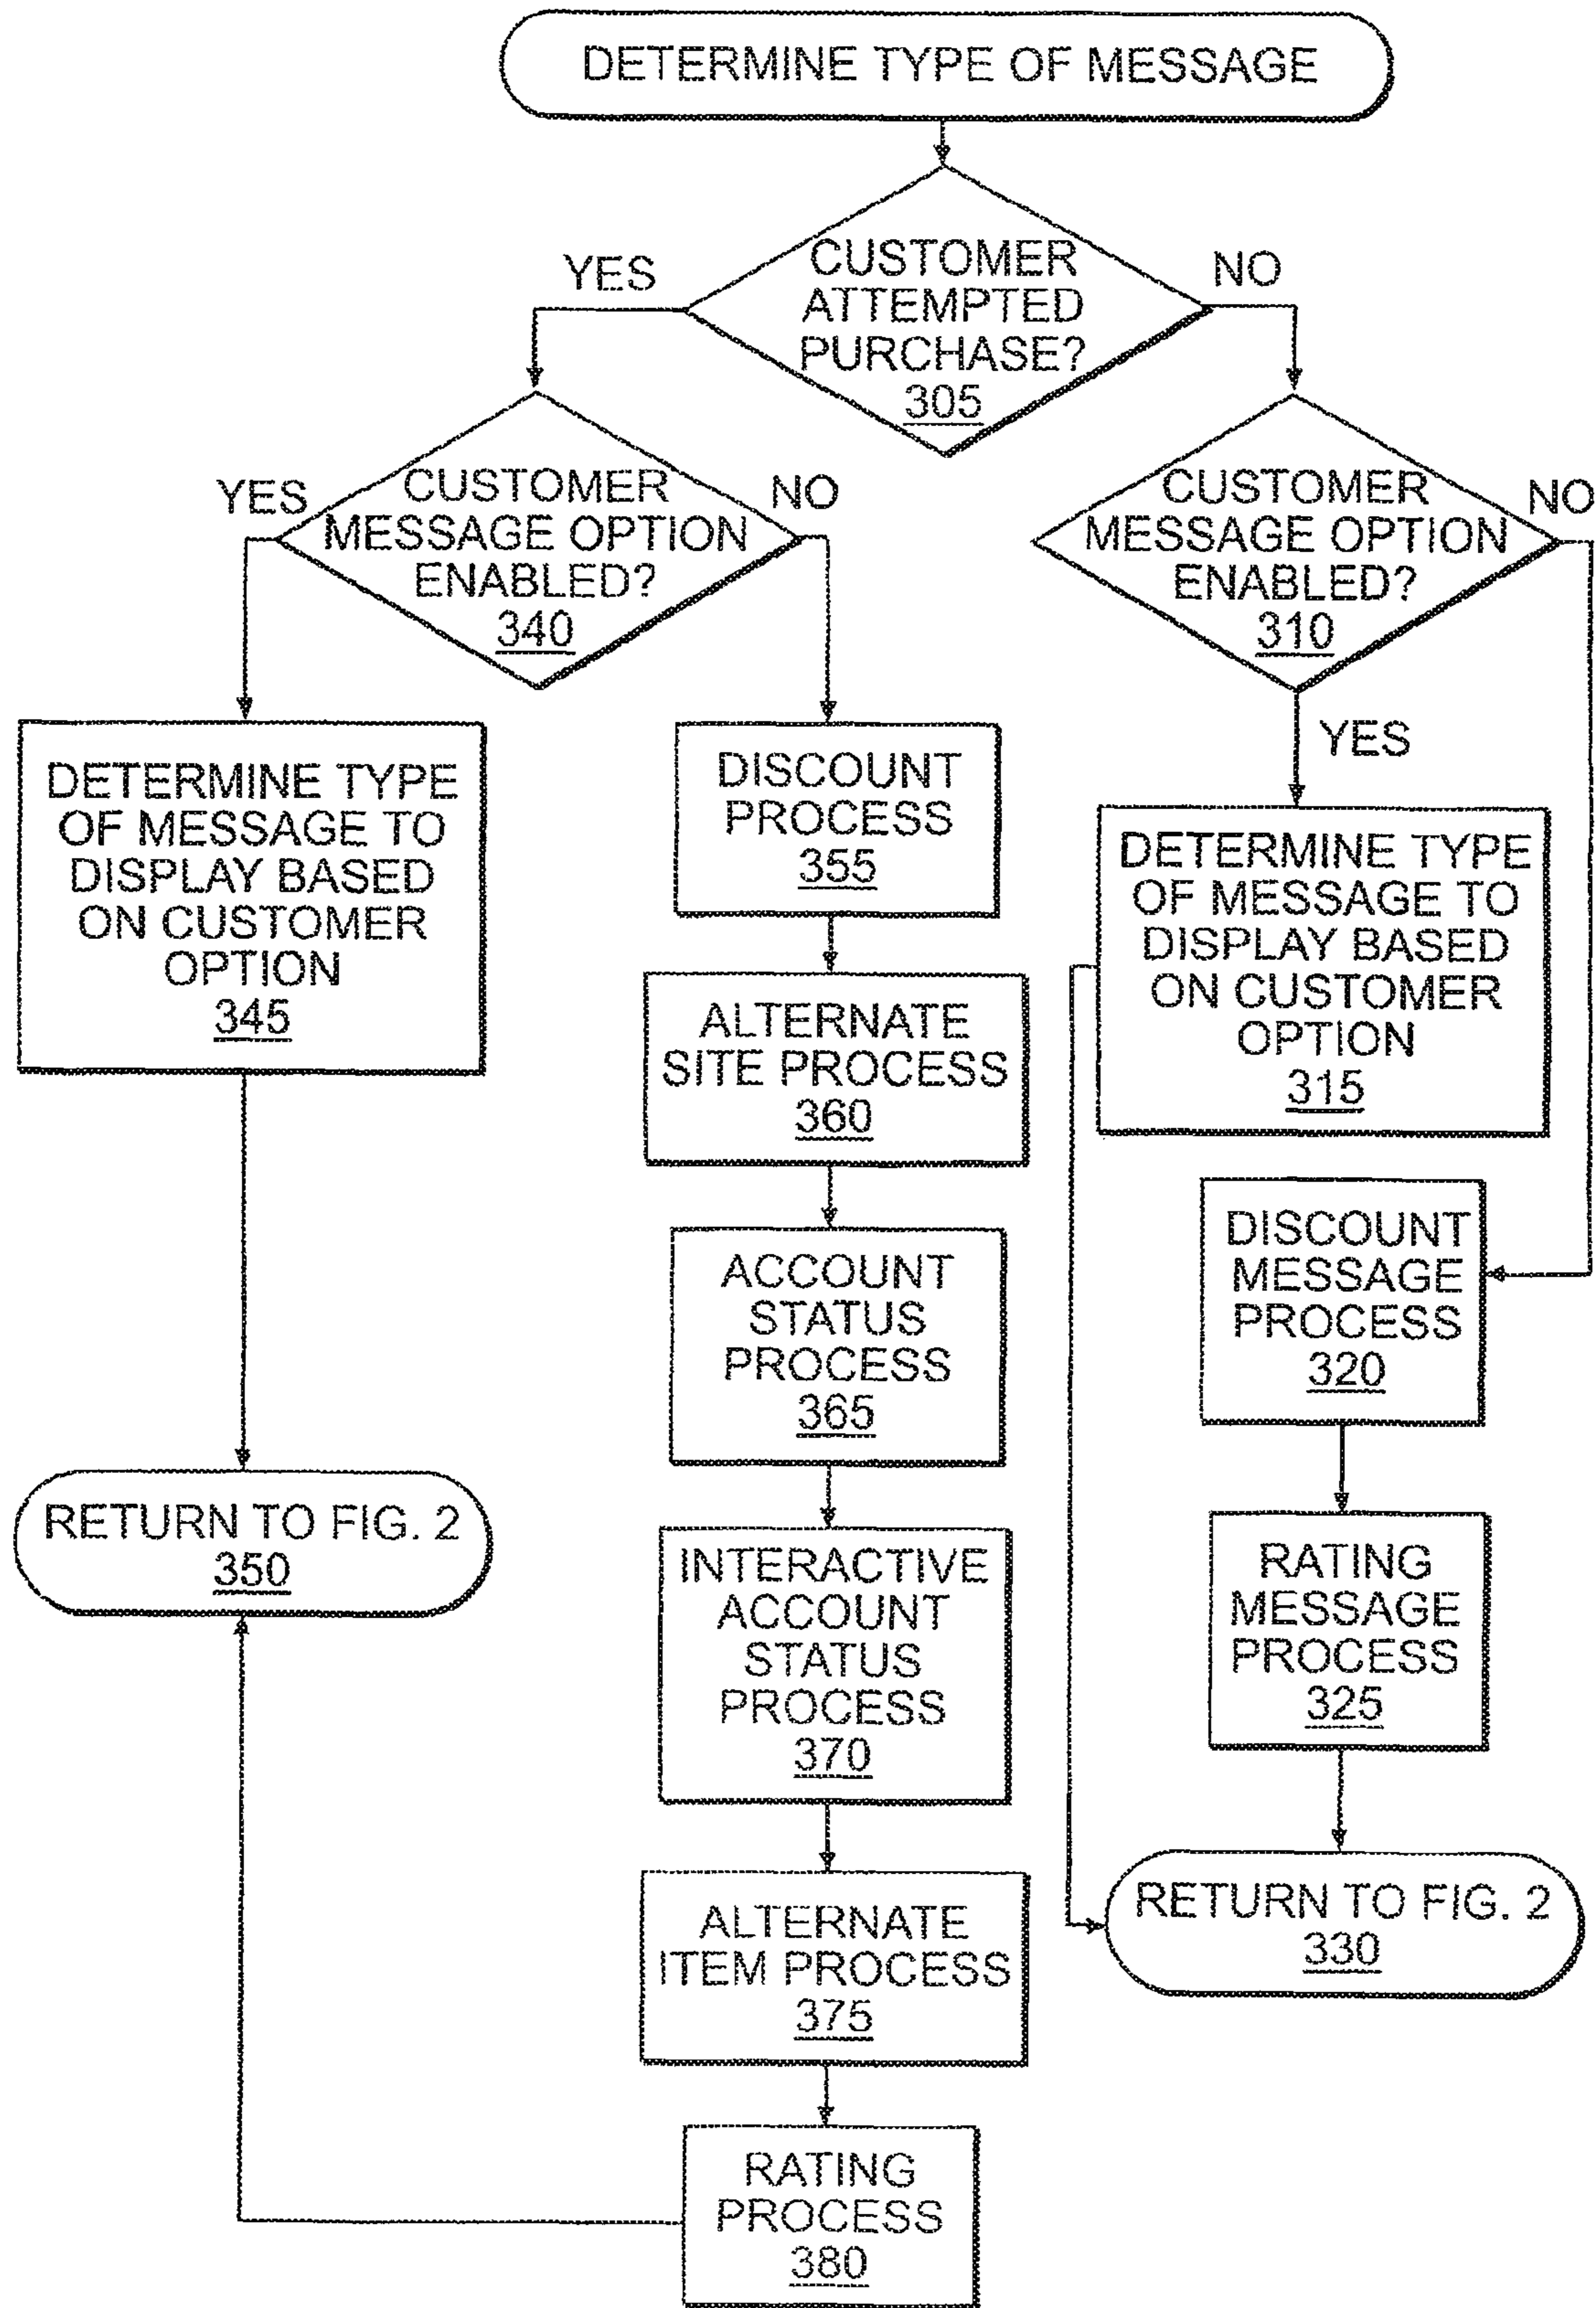 DETERMINE TYPE OF MESSAGE
CUSTOMER
ATTEMPTED
PURCHASE?
305
YES
NO
CUSTOMER
MESSAGE OPTION
ENABLED?
340
YES
NO
CUSTOMER
MESSAGE OPTION
ENABLED?
310
NO
YES
DETERMINE TYPE
OF MESSAGE TO
DISPLAY BASED
ON CUSTOMER
OPTION
345
DISCOUNT
PROCESS
355
DETERMINE TYPE
OF MESSAGE TO
DISPLAY BASED
ON CUSTOMER
OPTION
315
ALTERNATE
SITE PROCESS
360
ACCOUNT
STATUS
PROCESS
365
DISCOUNT
MESSAGE
PROCESS
320
RETURN TO FIG. 2
350
INTERACTIVE
ACCOUNT
STATUS
PROCESS
370
RATING
MESSAGE
PROCESS
325
ALTERNATE
ITEM PROCESS
375
RETURN TO FIG. 2
330
RATING
PROCESS
380